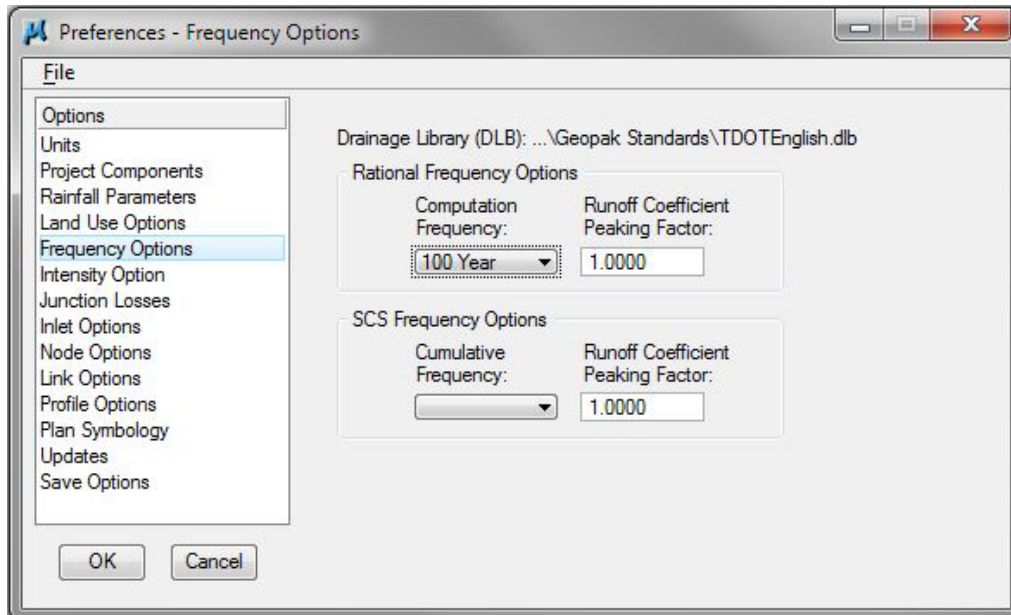 Preferences - Frequency Options
File
Options
Units
Project Components
Rainfall Parameters
Land Use Options
Frequency Options
Intensity Option
Junction Losses
Inlet Options
Node Options
Link Options
Profile Options
Plan Symbology
Updates
Save Options
OK Cancel
Drainage Library (DLB): ...\Geopak Standards\TDOTEnglish.dlb
Rational Frequency Options
Computation Frequency:
Runoff Coefficient Peaking Factor:
100 Year
1.0000
SCS Frequency Options
Cumulative Frequency:
Runoff Coefficient Peaking Factor:
1.0000